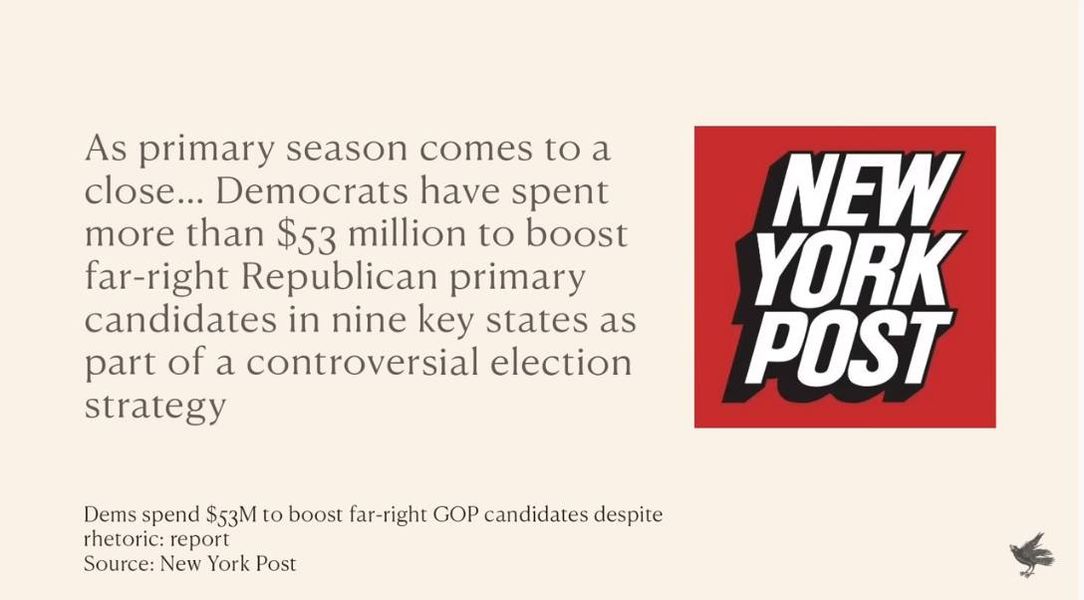 As primary season comes to a
close... Democrats have spent
more than $53 million to boost
far-right Republican primary
candidates in nine key states as
part of a controversial election
strategy
NEW
YORK
POST
Dems spend $53M to boost far-right GOP candidates despite
rhetoric: report
Source: New York Post